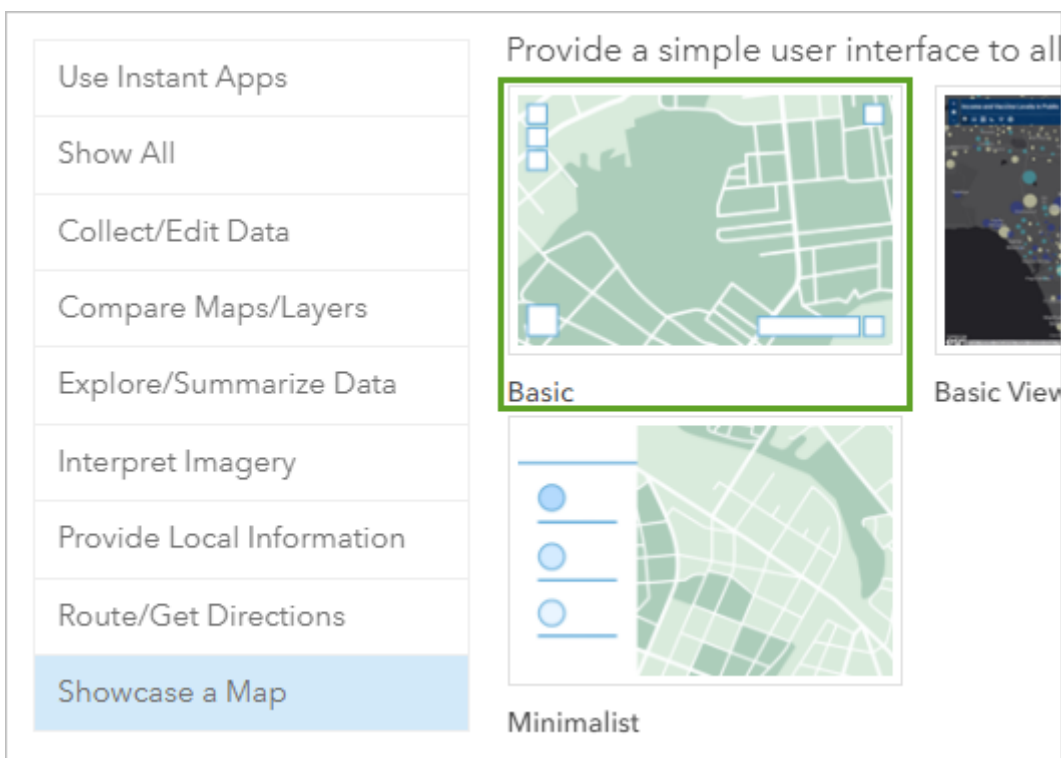 Use Instant Apps
Show All
Collect/Edit Data
Compare Maps/Layers
Explore/Summarize Data
Interpret Imagery
Provide Local Information
Route/Get Directions
Showcase a Map
Provide a simple user interface to all
Basic
Basic View
Minimalist